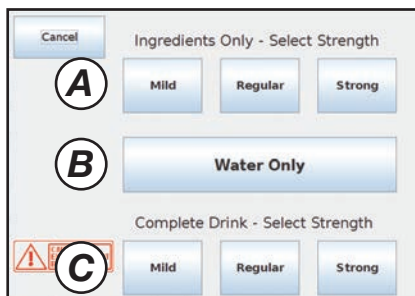 Cancel
Ingredients Only - Select Strength
A
Mild Regular Strong
B
Water Only
Complete Drink - Select Strength
C
Mild Regular Strong